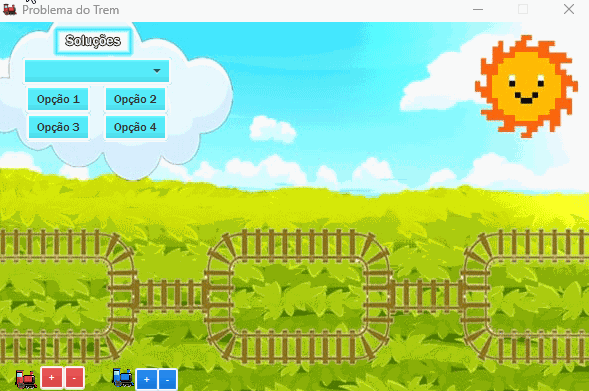 Problema do Trem
Soluções
Opção 1 Opção 2
Opção 3 Opção 4
+ - + -